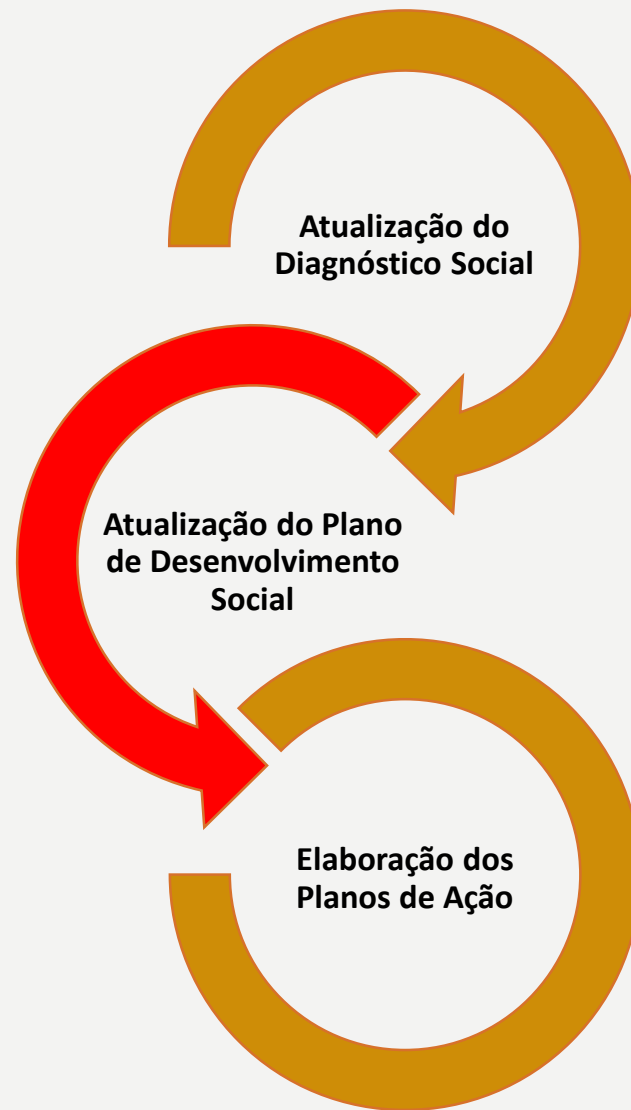 Atualização do
Diagnóstico Social
Atualização do Plano
de Desenvolvimento
Social
Elaboração dos
Planos de Ação